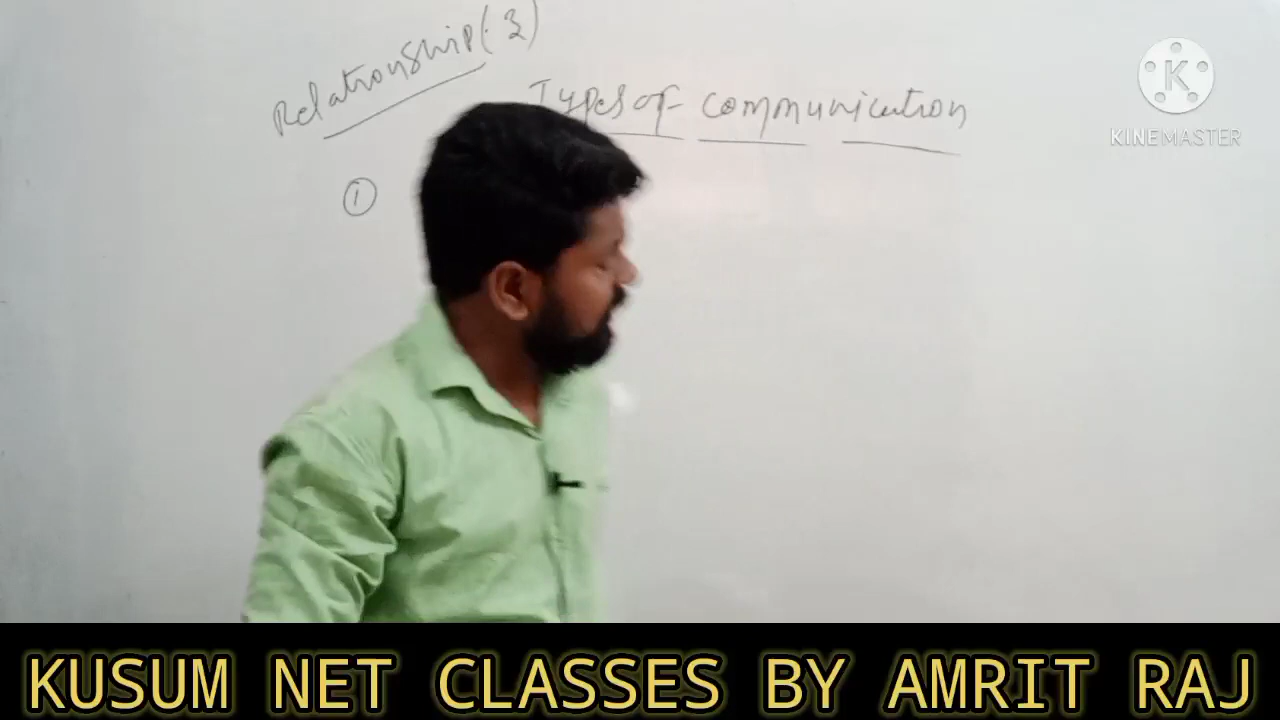 Relationship (3)
Types of communication
①
K
KINEMASTER
KUSUM NET CLASSES BY AMRIT RAJ